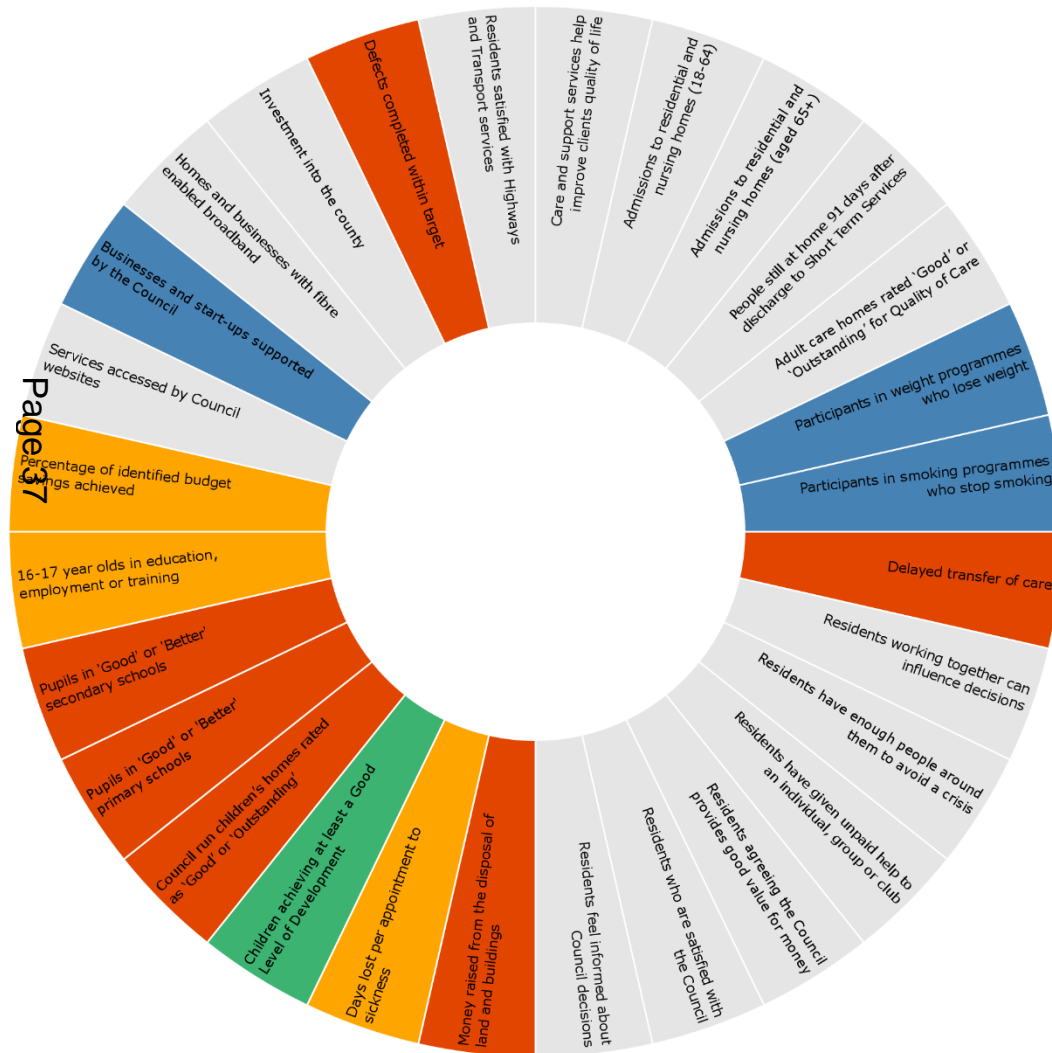 Residents satisfied with Highways
and Transport services
Care and support services help
improve clients quality of life
Admissions to residential and
nursing homes (18-64)
Admissions to residential and
nursing homes (aged 65+)
People still at home 91 days after
discharge to Short Term Services
Adult care homes rated ‘Good’ or
‘Outstanding’ for Quality of Care
Participants in weight programmes
who lose weight
Participants in smoking programmes
who stop smoking
Delayed transfer of care
Residents working together can
influence decisions
Residents have enough people around
them to avoid a crisis
Residents have given unpaid help to
an individual, group or club
Residents agreeing the Council
provides good value for money
Residents who are satisfied with
the Council
Residents feel informed about
Council decisions
Money raised from the disposal of
land and buildings
Days lost per appointment to
sickness
Children achieving at least a Good
Level of Development
Council run children's homes rated
as ‘Good’ or ‘Outstanding’
Pupils in ‘Good’ or ‘Better’
primary schools
Pupils in ‘Good’ or ‘Better’
secondary schools
16-17 year olds in education,
employment or training
Percentage of identified budget
savings achieved
Services accessed by Council
websites
Businesses and start-ups supported
by the Council
Homes and businesses with fibre
enabled broadband
Investment into the county
Defects completed within target
Page 37